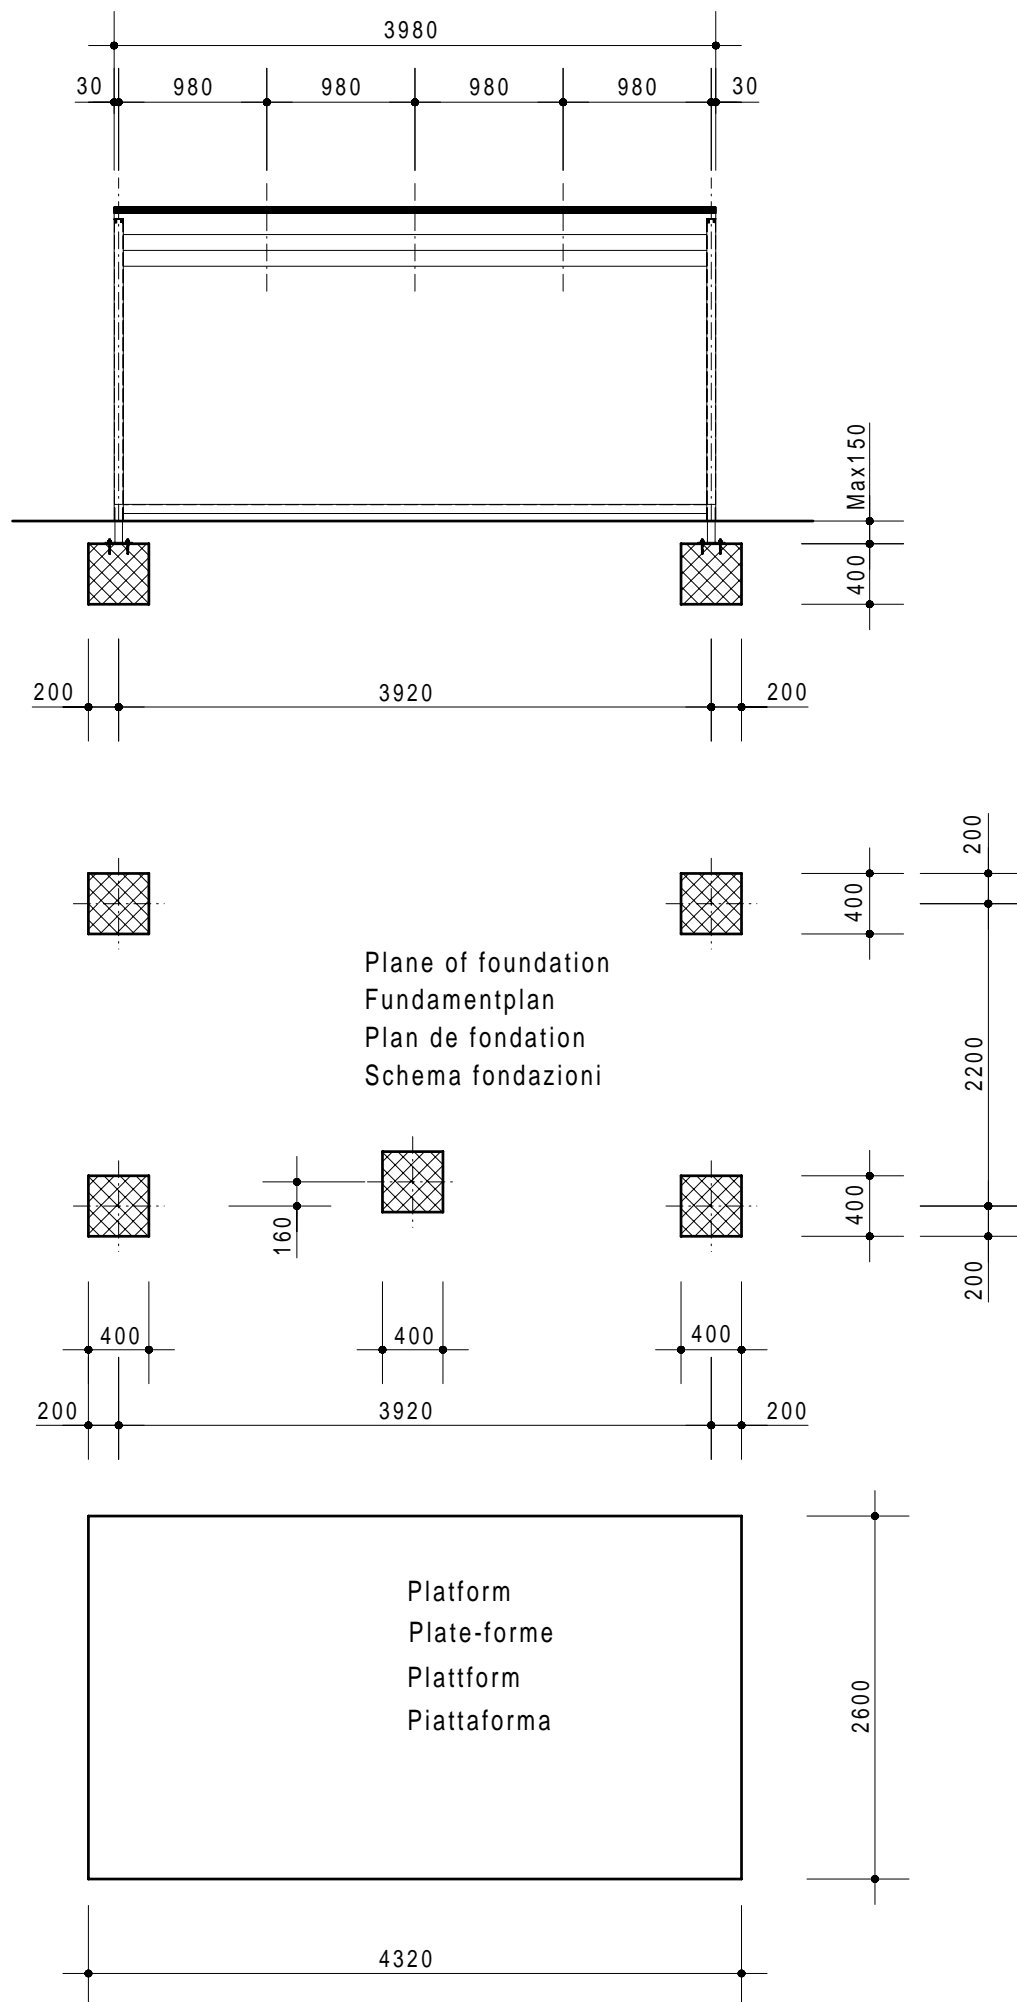 3980
30 980 980 980 980 30
Max150
400
200 3920 200
200
400
Plane of foundation
Fundamentplan
Plan de fondation
Schema fondazioni
2200
160
400
200
400 400 400
200 3920 200
Platform
Plate-forme
Plattform
Piattaforma
2600
4320